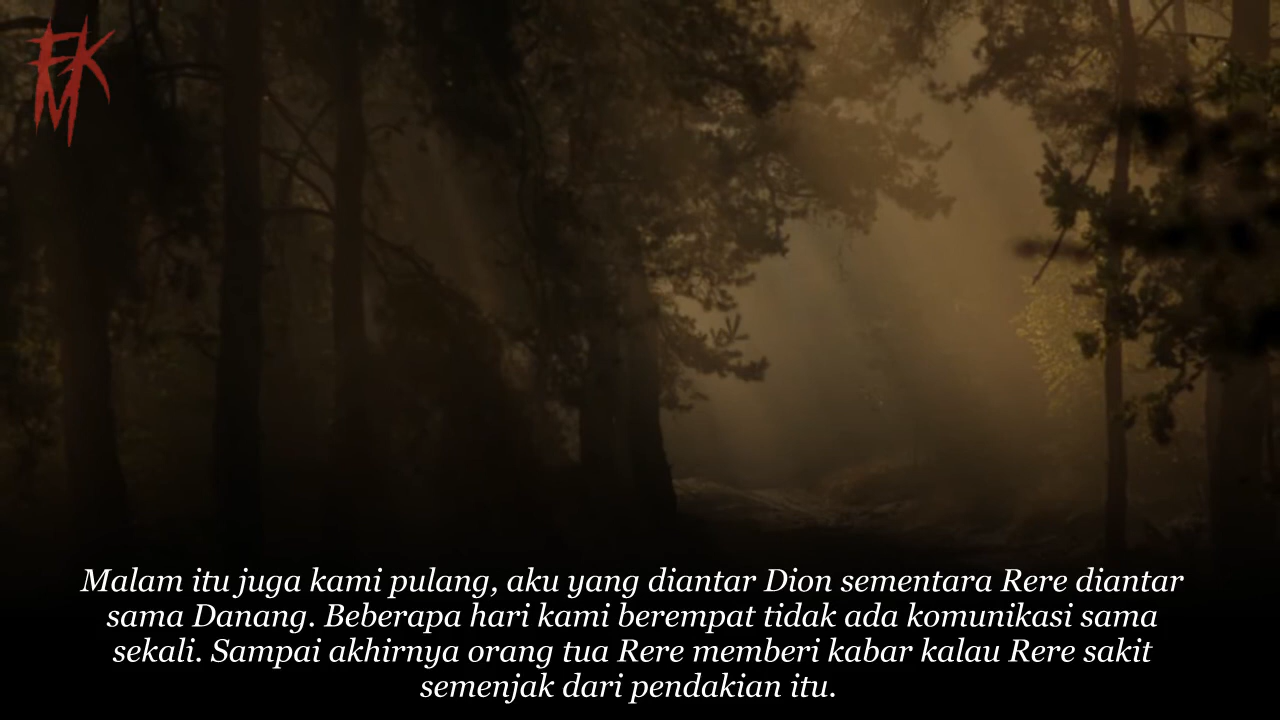 FKM
Malam itu juga kami pulang, aku yang diantar Dion sementara Rere diantar
sama Danang. Beberapa hari kami berempat tidak ada komunikasi sama
sekali. Sampai akhirnya orang tua Rere memberi kabar kalau Rere sakit
semenjak dari pendakian itu.